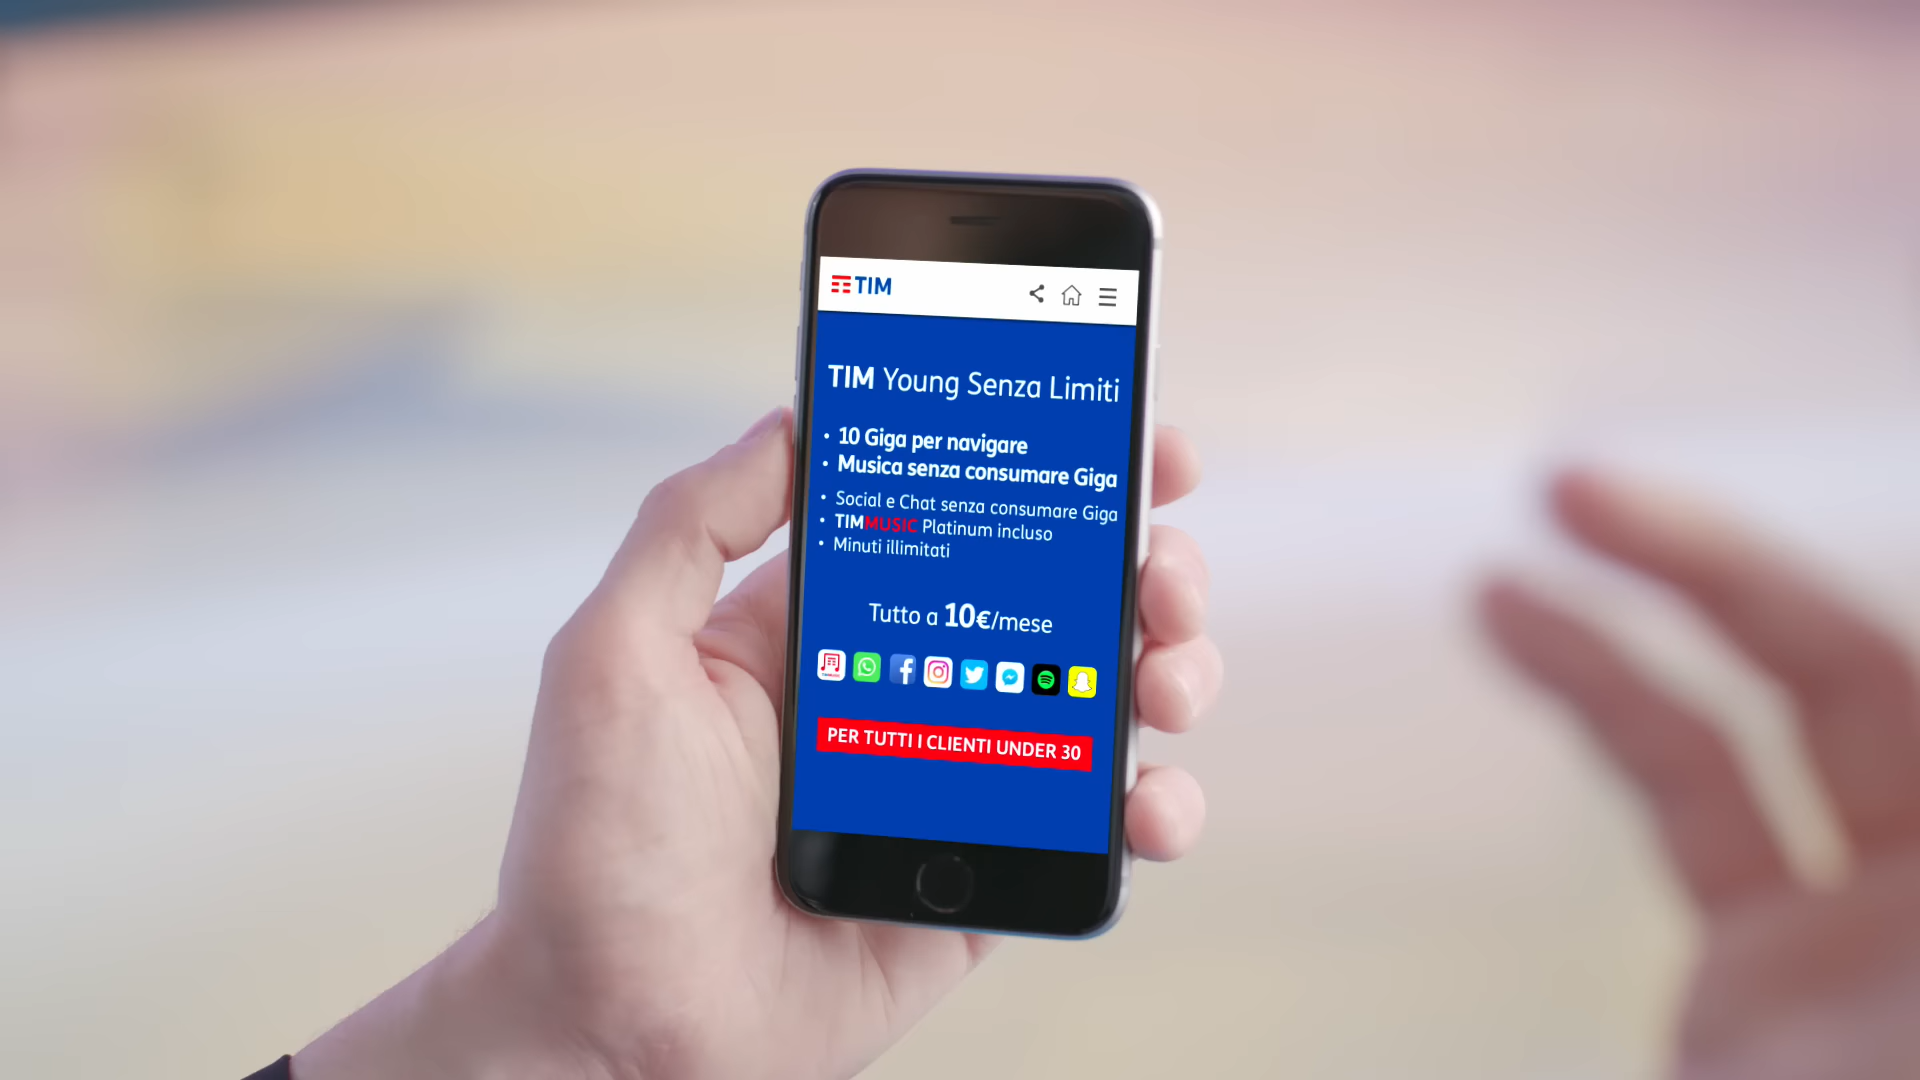 TIM
TIM Young Senza Limiti
• 10 Giga per navigare
• Musica senza consumare Giga
• Social e Chat senza consumare Giga
• TIMMUSIC Platinum incluso
• Minuti illimitati
Tutto a 10€/mese
PER TUTTI I CLIENTI UNDER 30